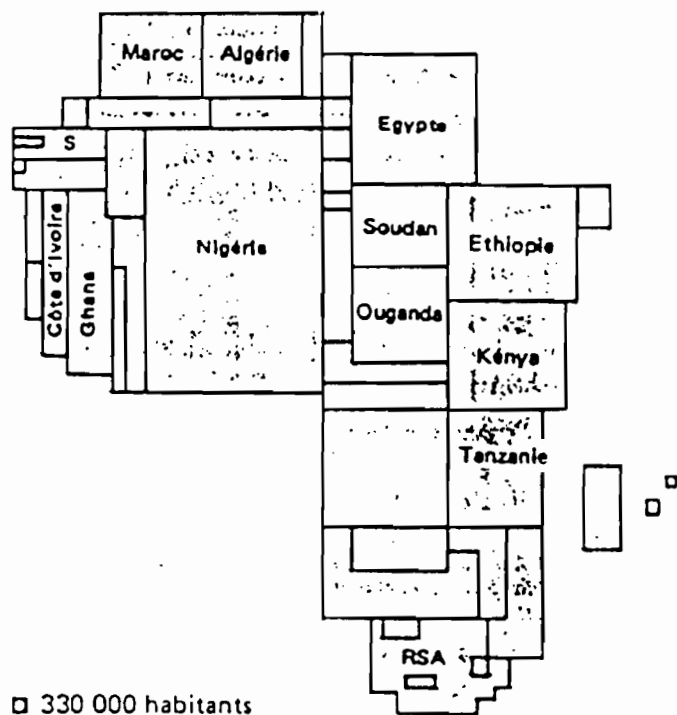 Maroc
Algérie
Egypte
S
Nigéria
Soudan
Ethiopie
Côte d'Ivoire
Ghana
Ouganda
Kénya
Tanzanie
RSA
330 000 habitants